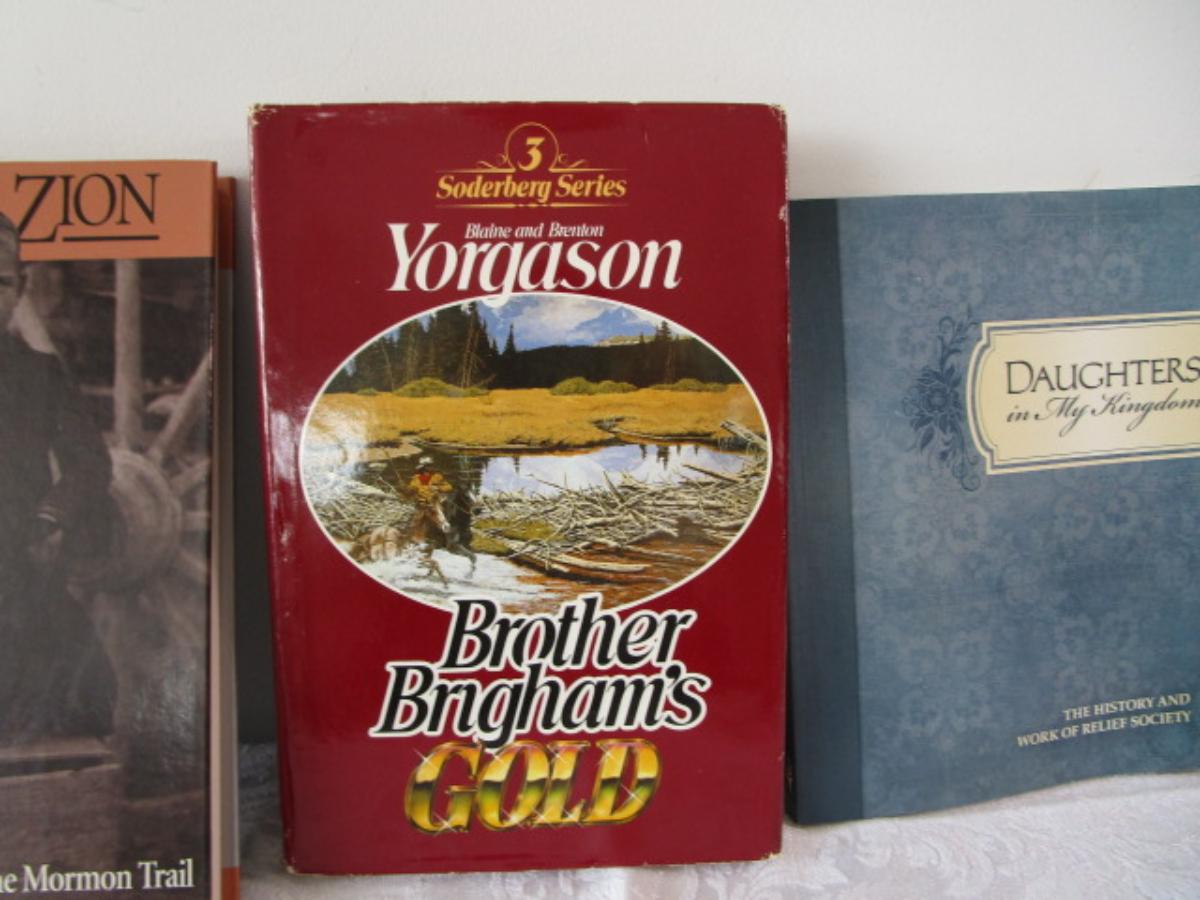 ZION
e Mormon Trail
3
Soderberg Series
Blaine and Brenton
Yorgason
Brother
Brigham's
GOLD
DAUGHTERS
in My Kingdom
THE HISTORY AND
WORK OF RELIEF SOCIETY